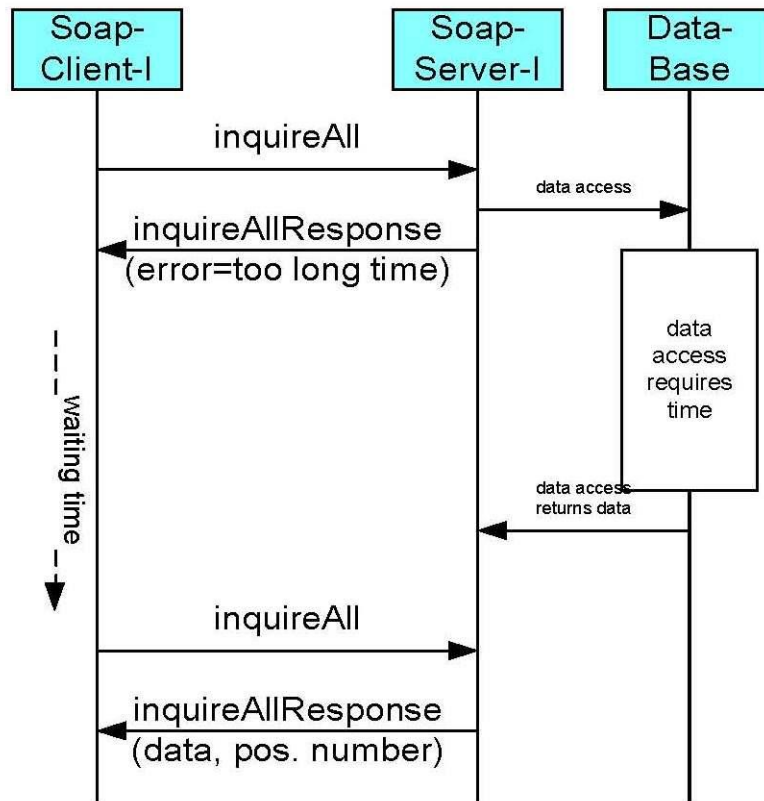 Soap-
Client-I
Soap-
Server-I
Data-
Base
inquireAll
data access
inquireAllResponse
(error=too long time)
data
access
requires
time
waiting time
data access
returns data
inquireAll
inquireAllResponse
(data, pos. number)